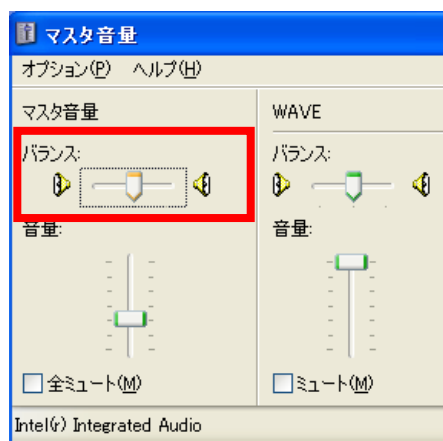 マスタ音量
オプション(P) ヘルプ(H)
マスタ音量
バランス:
音量:
全ミュート(M)
WAVE
バランス:
音量:
ミュート(M)
Intel(r) Integrated Audio